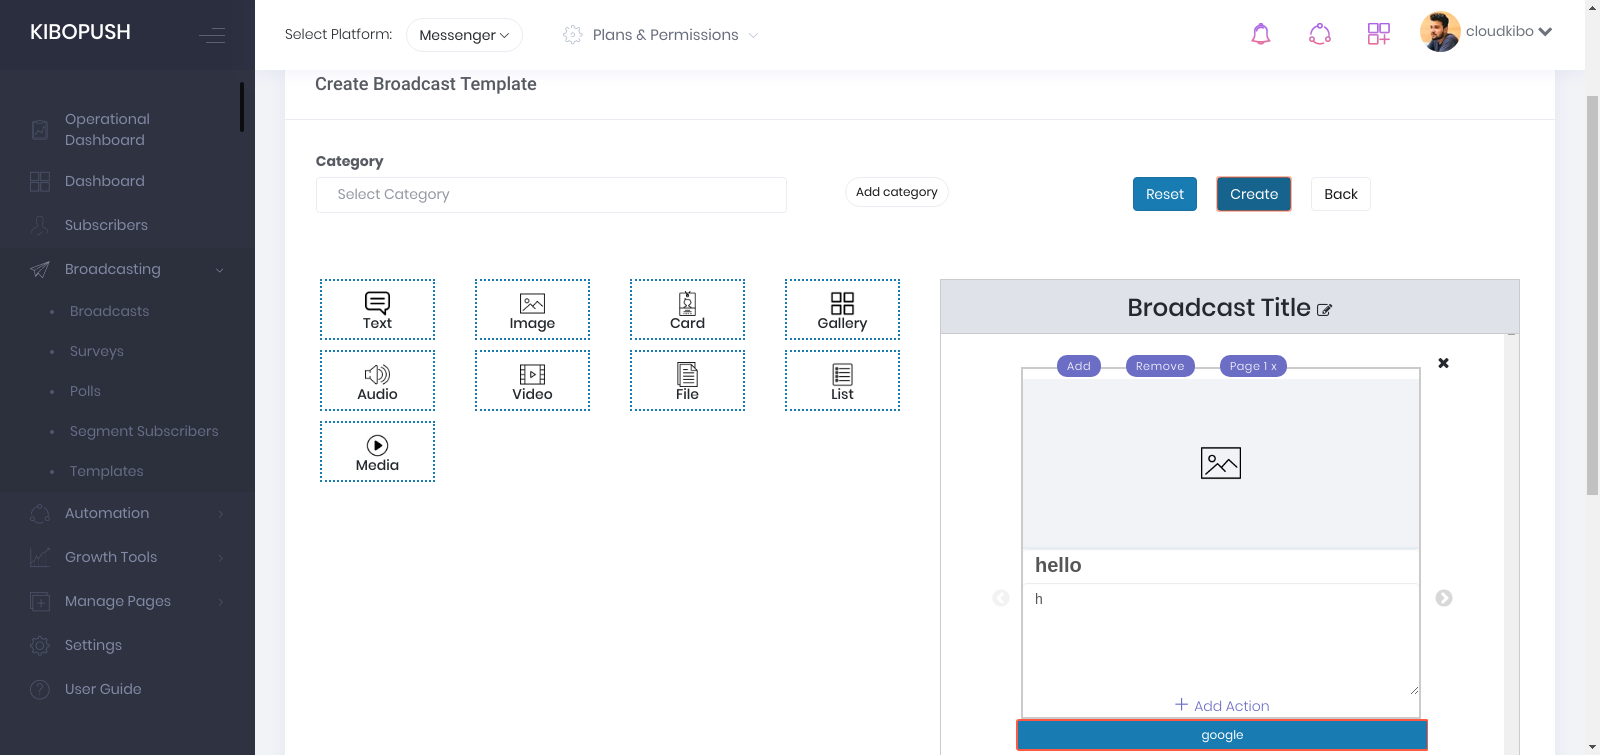 KIBOPUSH
Select Platform: Messenger
Plans & Permissions
cloudkibo
Operational
Dashboard
Dashboard
Subscribers
Broadcasting
Broadcasts
Surveys
Polls
Segment Subscribers
Templates
Automation
Growth Tools
Manage Pages
Settings
User Guide
Create Broadcast Template
Category
Select Category
Add category
Reset
Create
Back
Text
Image
Card
Gallery
Audio
Video
File
List
Media
Broadcast Title
Add
Remove
Page 1 x
hello
h
+ Add Action
google